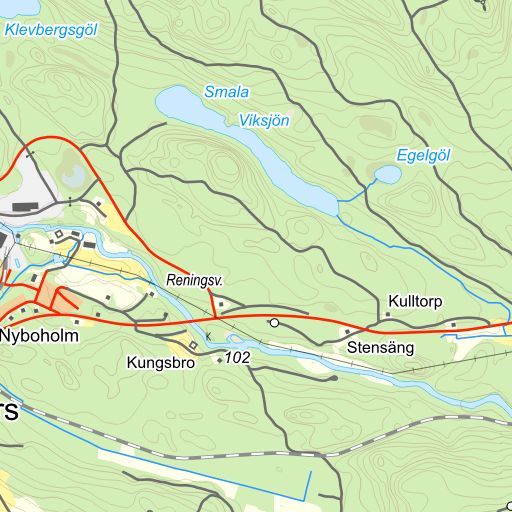 Klevbergsgöl
Smala
Viksjön
Egelgöl
Reningsv.
Kulltorp
Nyboholm
Stensäng
K
102
Kungsbro
rs